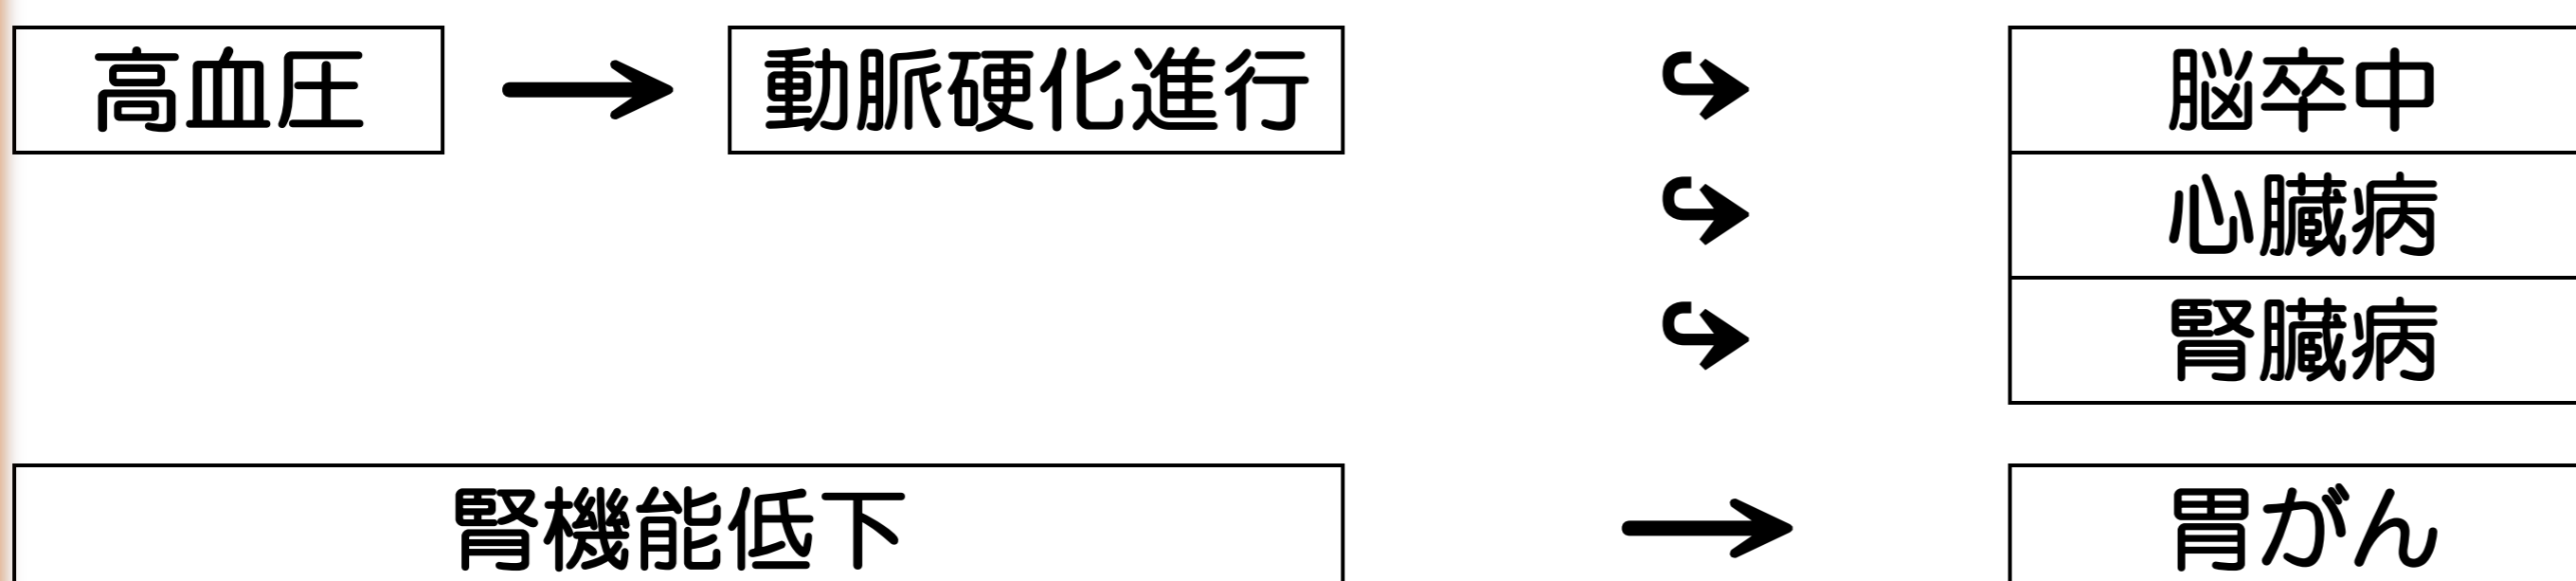 高血圧 → 動脈硬化進行 ↪ 脳卒中
↪ 心臓病
↪ 腎臓病
腎機能低下 → 胃がん